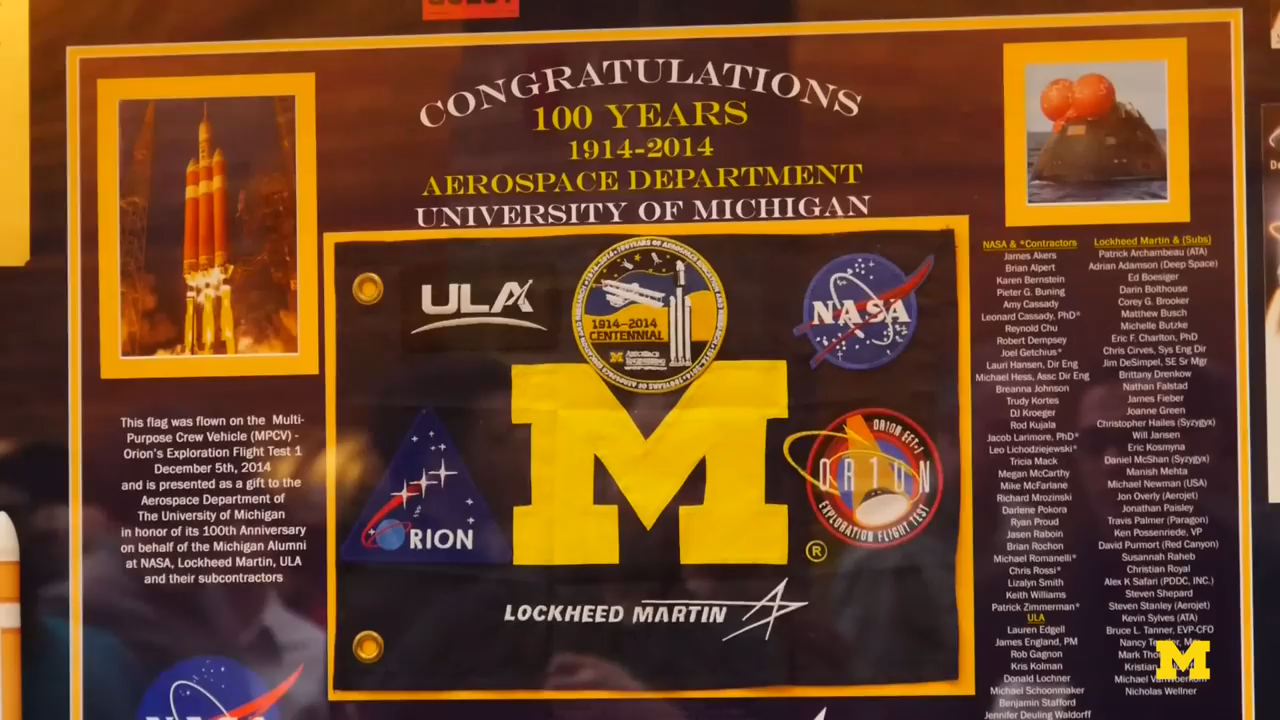 CONGRATULATIONS
100 YEARS
1914-2014
AEROSPACE DEPARTMENT
UNIVERSITY OF MICHIGAN
This flag was flown on the Multi-
Purpose Crew Vehicle (MPCV) -
Orion's Exploration Flight Test 1
December 5th, 2014
and is presented as a gift to the
Aerospace Department of
The University of Michigan
in honor of its 100th Anniversary
on behalf of the Michigan Alumni
at NASA, Lockheed Martin, ULA
and their subcontractors
ULA
1914-2014
CENTENNIAL
NASA
M
ORION
ORION EFT-1
ORION
EXPLORATION FLIGHT TEST
®
LOCKHEED MARTIN
NASA & *Contractors
James Akers
Brian Alpert
Karen Bernstein
Pieter G. Buning
Amy Cassady
Leonard Cassady, PhD*
Reynold Chu
Robert Dempsey
Joel Getchius*
Lauri Hansen, Dir Eng
Michael Hess, Assc Dir Eng
Breanna Johnson
Trudy Kortes
DJ Kroeger
Rod Kujala
Jacob Larimore, PhD*
Leo Lichodziejewski*
Tricia Mack
Megan McCarthy
Mike McFarlane
Richard Mrozinski
Darlene Pokora
Ryan Proud
Jasen Raboin
Brian Rochon
Michael Romanelli*
Chris Rossi*
Lizalyn Smith
Keith Williams
Patrick Zimmerman*
ULA
Lauren Edgell
James England, PM
Rob Gagnon
Kris Kolman
Donald Lochner
Michael Schoonmaker
Benjamin Stafford
Jennifer Deuling Waldorff
Lockheed Martin & (Subs)
Patrick Archambeau (ATA)
Adrian Adamson (Deep Space)
Ed Boesiger
Darin Bolthouse
Corey G. Brooker
Matthew Busch
Michelle Butzke
Eric F. Charlton, PhD
Chris Cirves, Sys Eng Dir
Jim DeSimpel, SE Sr Mgr
Brittany Drenkow
Nathan Falstad
James Fieber
Joanne Green
Christopher Hailes (Syzygyx)
Will Jansen
Eric Kosmyna
Daniel McShan (Syzygyx)
Manish Mehta
Michael Newman (USA)
Jon Overly (Aerojet)
Jonathan Paisley
Travis Palmer (Paragon)
Ken Possenriede, VP
David Purmort (Red Canyon)
Susannah Raheb
Christian Royal
Alex K Safari (PDDC, INC.)
Steven Shepard
Steven Stanley (Aerojet)
Kevin Sylves (ATA)
Bruce L. Tanner, EVP-CFO
Nancy
Mark
Kristian
Michael
Nicholas Wellner
M